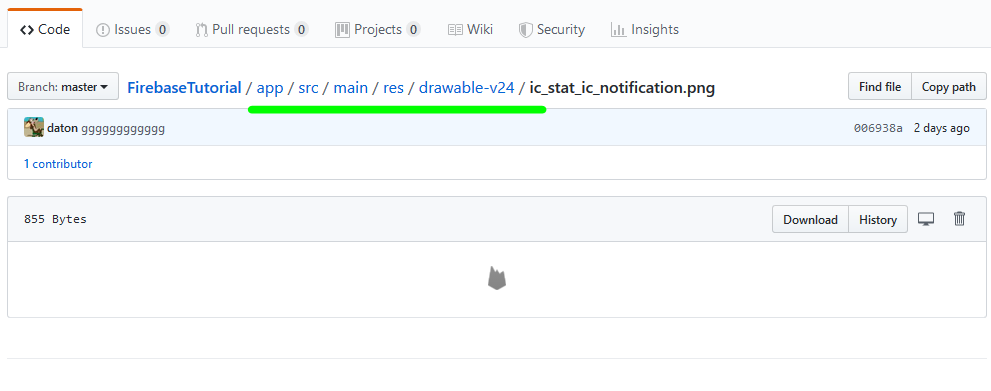 Code Issues 0 Pull requests 0 Projects 0 Wiki Security Insights
Branch: master FirebaseTutorial / app / src / main / res / drawable-v24 / ic_stat_ic_notification.png Find file Copy path
daton gggggggggggg 006938a 2 days ago
1 contributor
855 Bytes Download History